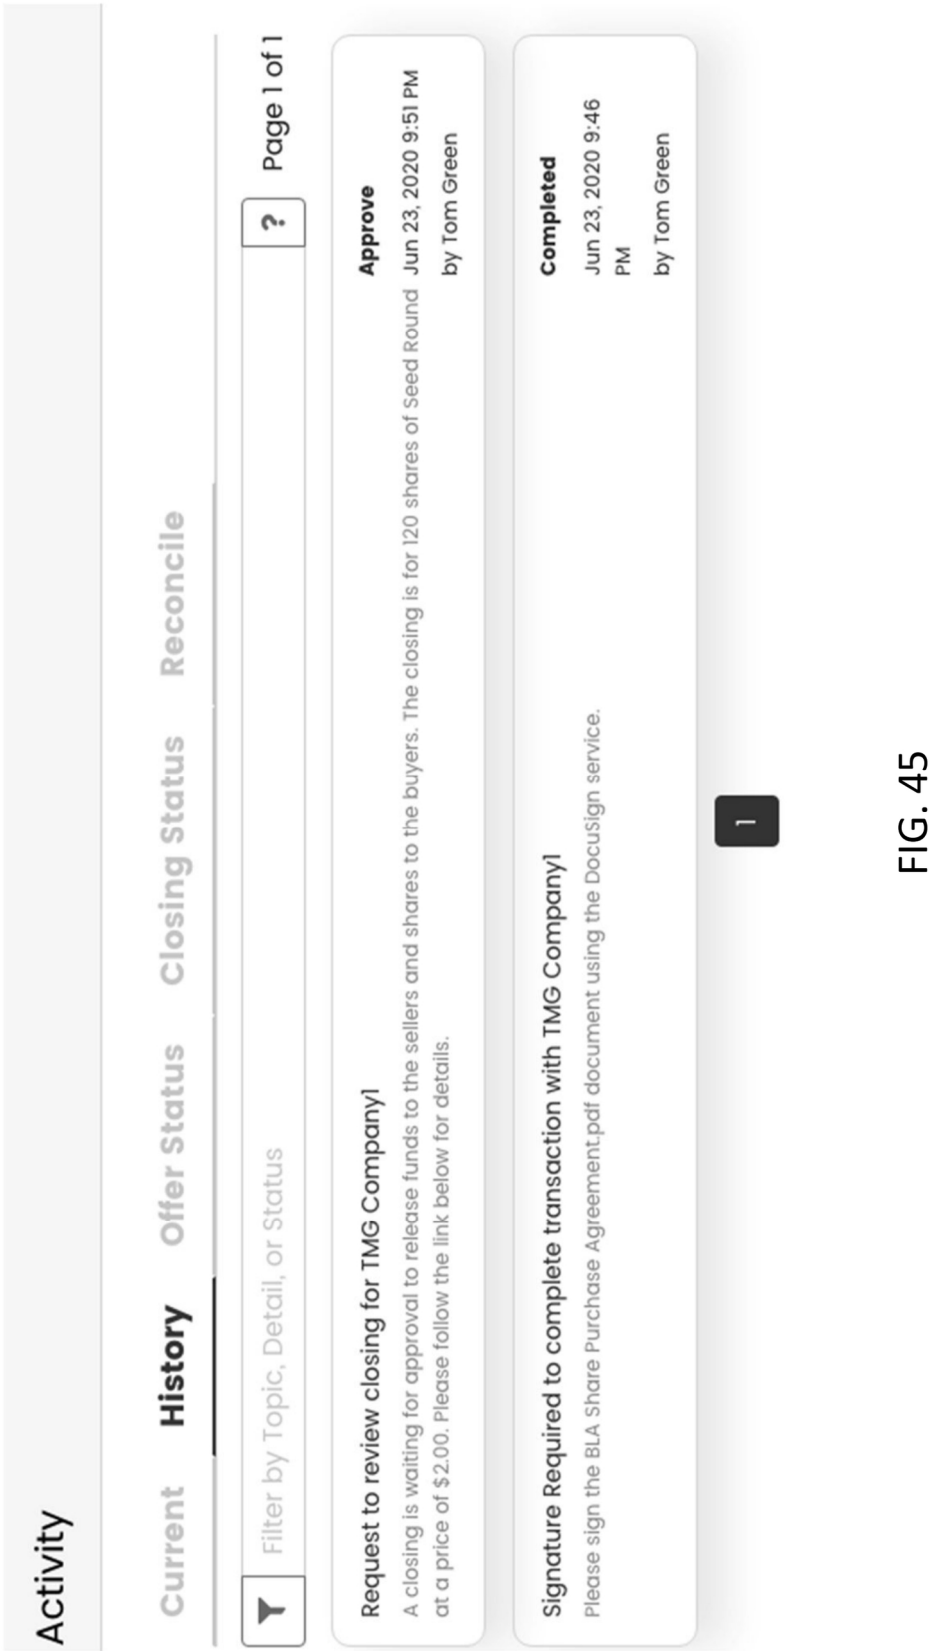 Activity
Current History Offer Status Closing Status Reconcile
Filter by Topic, Detail, or Status ? Page 1 of 1
Request to review closing for TMG Company1 Approve
A closing is waiting for approval to release funds to the sellers and shares to the buyers. The closing is for 120 shares of Seed Round Jun 23, 2020 9:51 PM
at a price of $2.00. Please follow the link below for details. by Tom Green
Signature Required to complete transaction with TMG Company1 Completed
Please sign the BLA Share Purchase Agreement.pdf document using the DocuSign service. Jun 23, 2020 9:46
PM
by Tom Green
1
FIG. 45